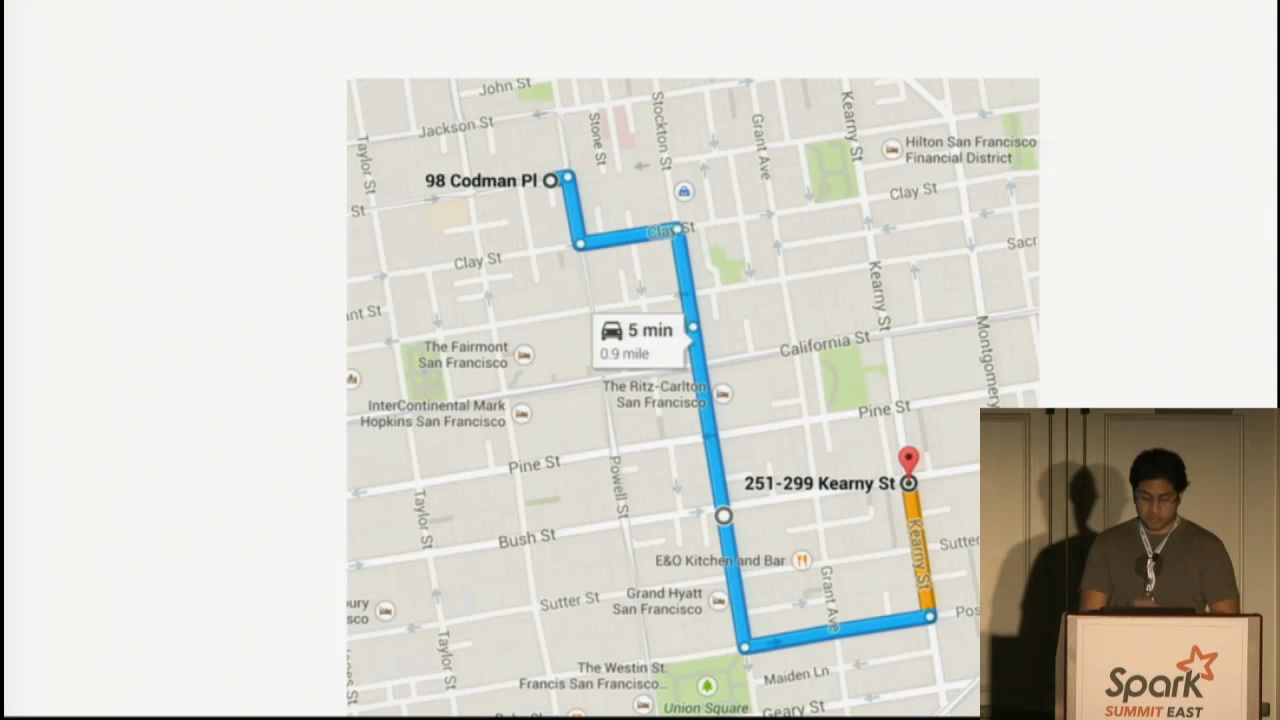 John St
Jackson St
Taylor St
Stone St
Stockton St
Grant Ave
Kearny St
Hilton San Francisco
Financial District
98 Codman Pl
St
Clay St
Clay St
Clay St
Sacr
Kearny St
nt St
5 min
0.9 mile
California St
Montgomery
The Fairmont
San Francisco
The Ritz-Carlton
San Francisco
InterContinental Mark
Hopkins San Francisco
Pine St
Pine St
Powell St
251-299 Kearny St
Taylor St
Bush St
Kearny St
Sutter
E&O Kitchen and Bar
Grant Ave
Grand Hyatt
San Francisco
Sutter St
Pos
ury
sco
Taylor St
The Westin St.
Francis San Francisco...
Maiden Ln
Union Square
Geary St
Spark
SUMMIT EAST